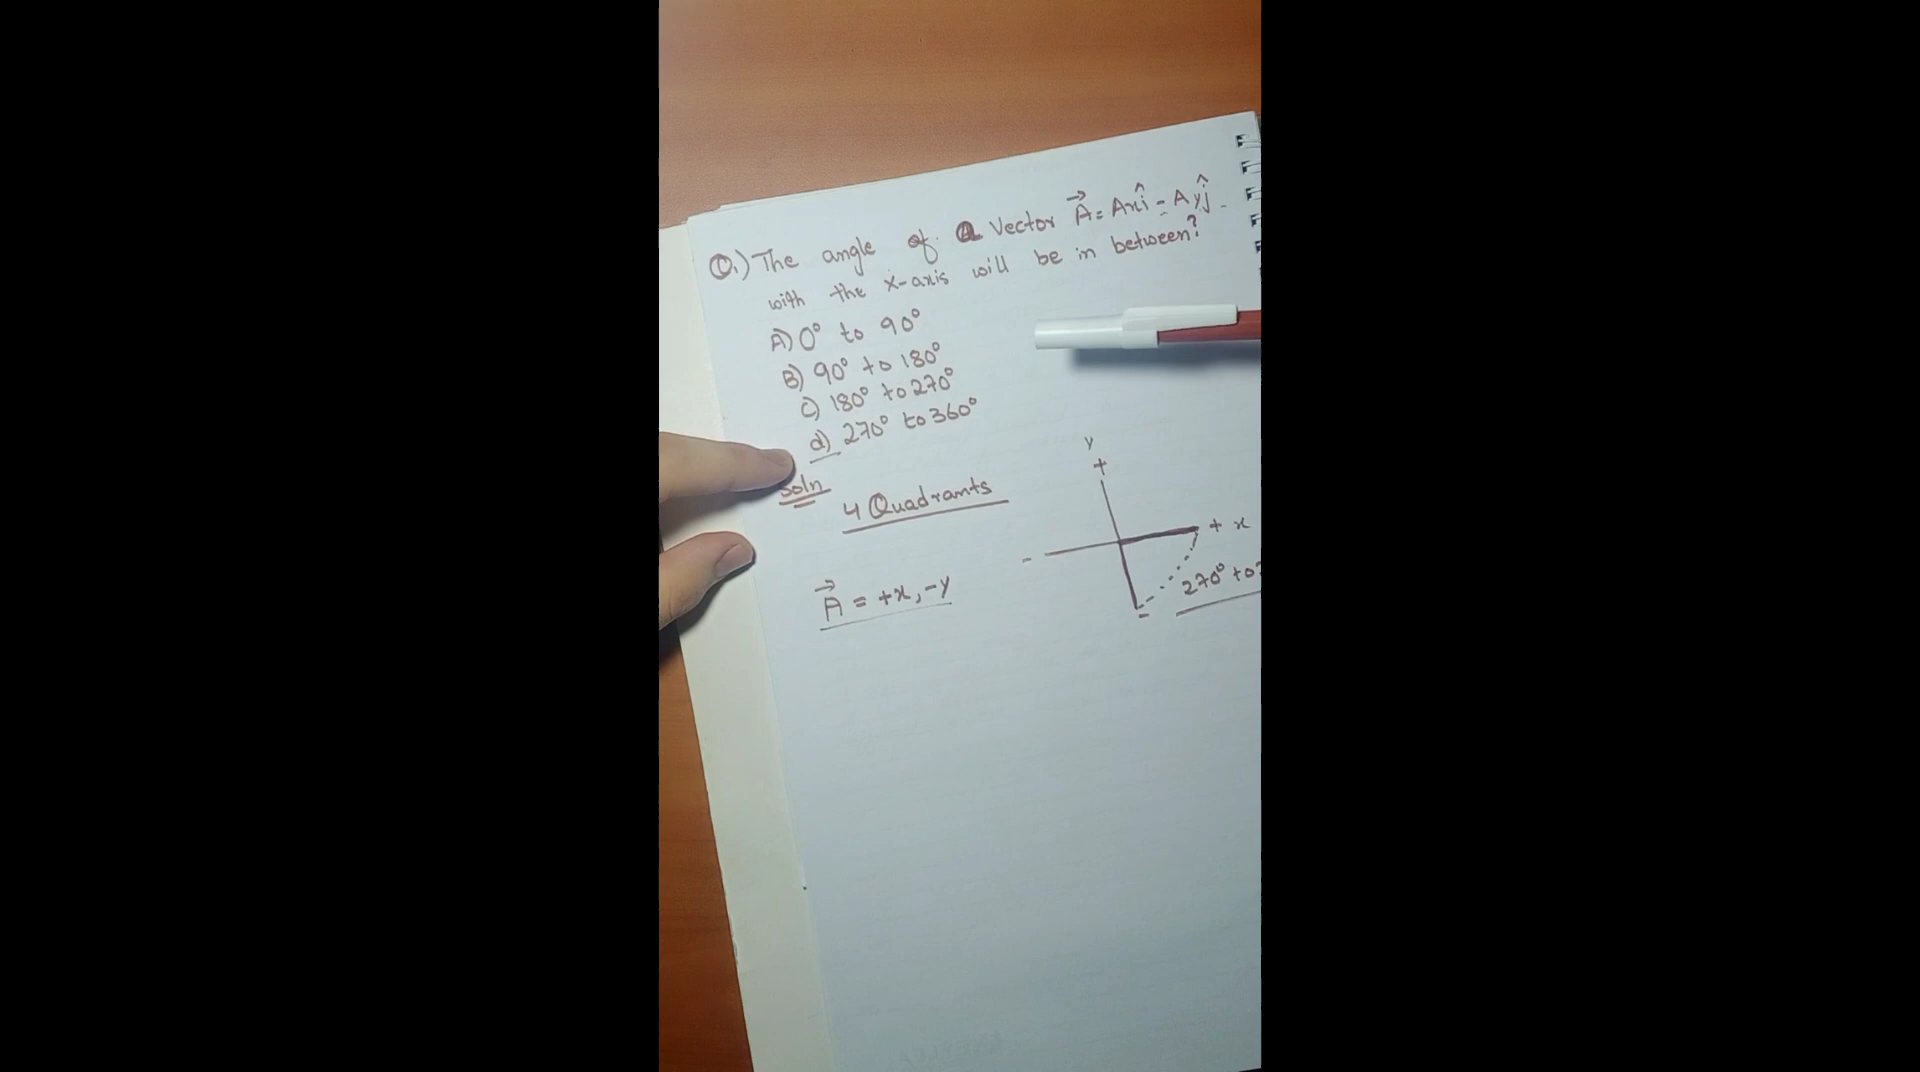 Q.) The angle of a Vector A⃗ = Axî - Ayĵ
with the x-axis will be in between?
A) 0° to 90°
B) 90° to 180°
C) 180° to 270°
d) 270° to 360°
Soln
4 Quadrants
y
+
+ x
-
-
270° to
A⃗ = +x, -y